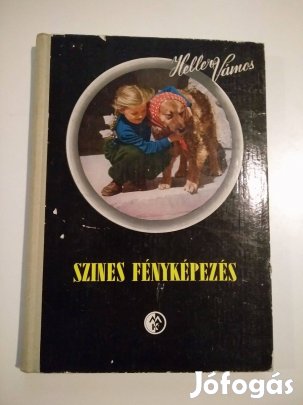 Heller Vámos
SZINES FÉNYKÉPEZÉS
Jófogás